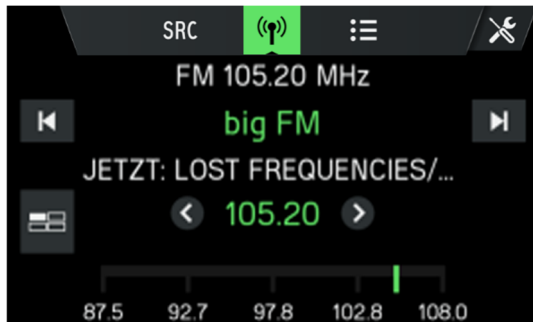 SRC
FM 105.20 MHz
big FM
JETZT: LOST FREQUENCIES/...
105.20
87.5 92.7 97.8 102.8 108.0